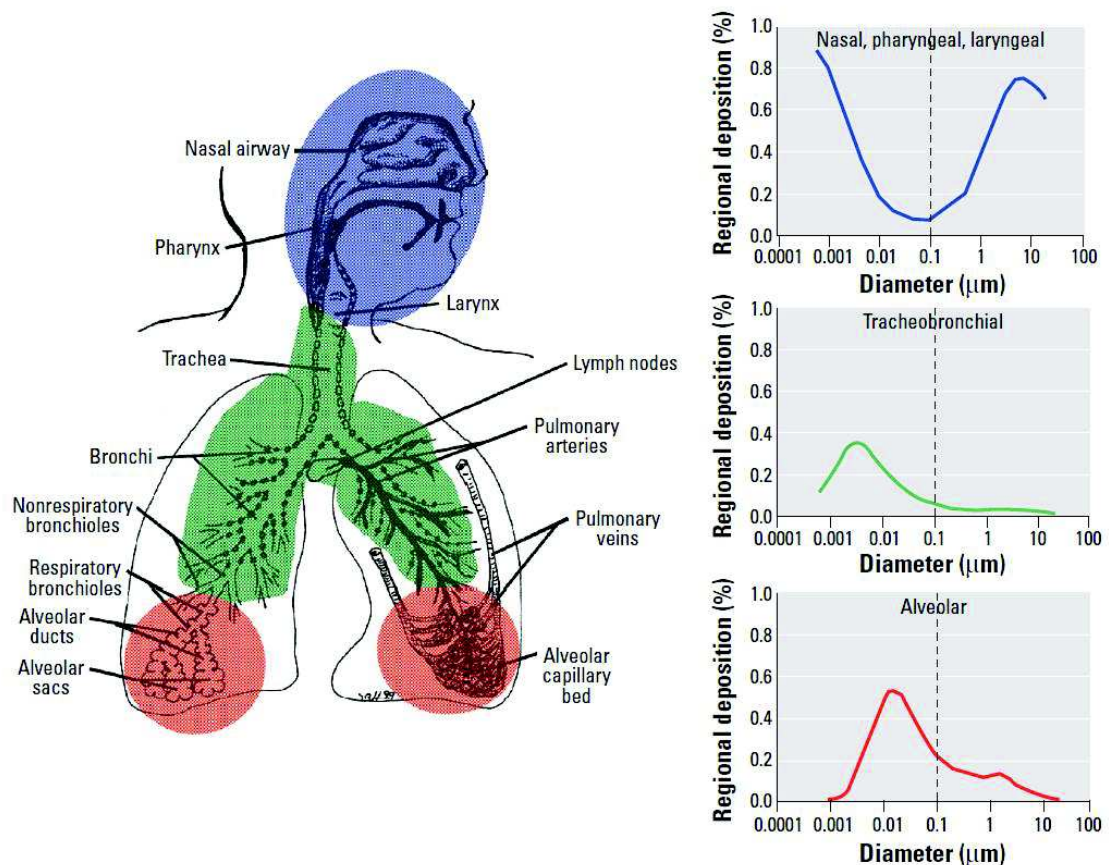 Nasal airway
Pharynx
Larynx
Trachea
Lymph nodes
Pulmonary
arteries
Bronchi
Nonrespiratory
bronchioles
Pulmonary
veins
Respiratory
bronchioles
Alveolar
ducts
Alveolar
sacs
Alveolar
capillary
bed
Regional deposition (%)
Nasal, pharyngeal, laryngeal
1.0
0.8
0.6
0.4
0.2
0.0
0.0001 0.001 0.01 0.1 1 10 100
Diameter (μm)
Regional deposition (%)
Tracheobronchial
1.0
0.8
0.6
0.4
0.2
0.0
0.0001 0.001 0.01 0.1 1 10 100
Diameter (μm)
Regional deposition (%)
Alveolar
1.0
0.8
0.6
0.4
0.2
0.0
0.0001 0.001 0.01 0.1 1 10 100
Diameter (μm)